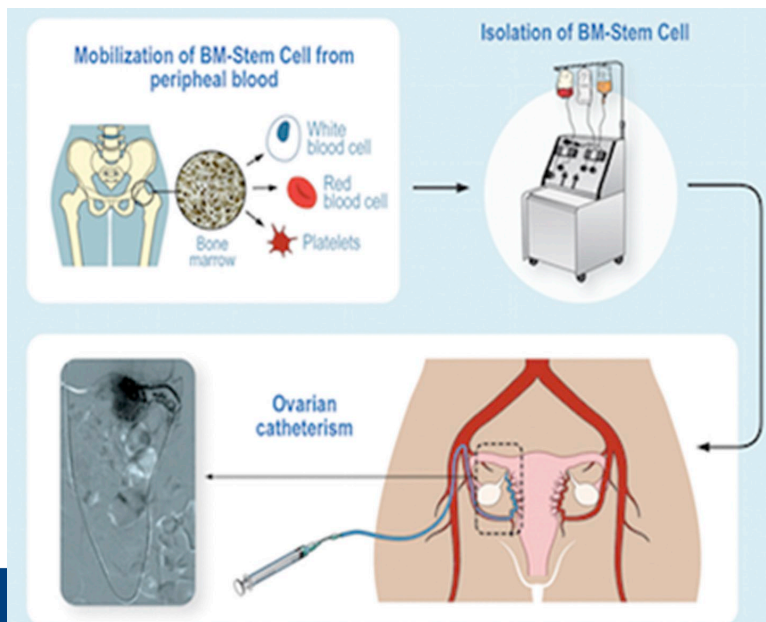 Mobilization of BM-Stem Cell from
peripheal blood
White
blood cell
Red
blood cell
Platelets
Bone
marrow
Isolation of BM-Stem Cell
Ovarian
catheterism